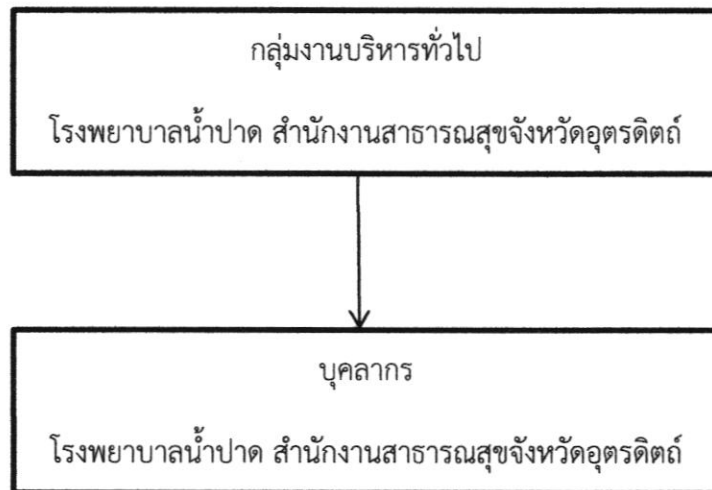 กลุ่มงานบริหารทั่วไป
โรงพยาบาลน้ำปาด สำนักงานสาธารณสุขจังหวัดอุตรดิตถ์
บุคลากร
โรงพยาบาลน้ำปาด สำนักงานสาธารณสุขจังหวัดอุตรดิตถ์